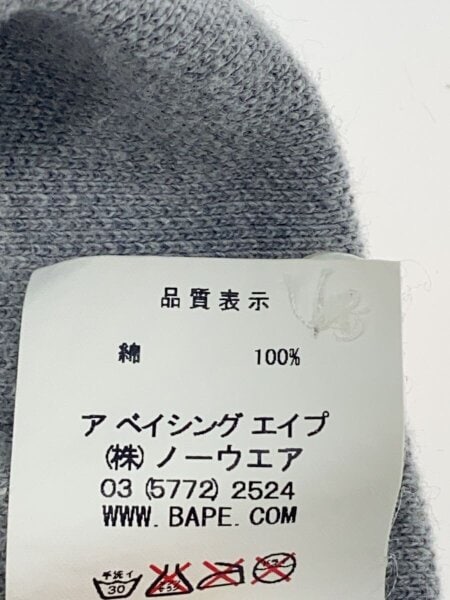 品質表示
綿 100%
ア ベイシング エイプ
(株) ノーウエア
03 (5772) 2524
WWW. BAPE. COM
手洗イ
30